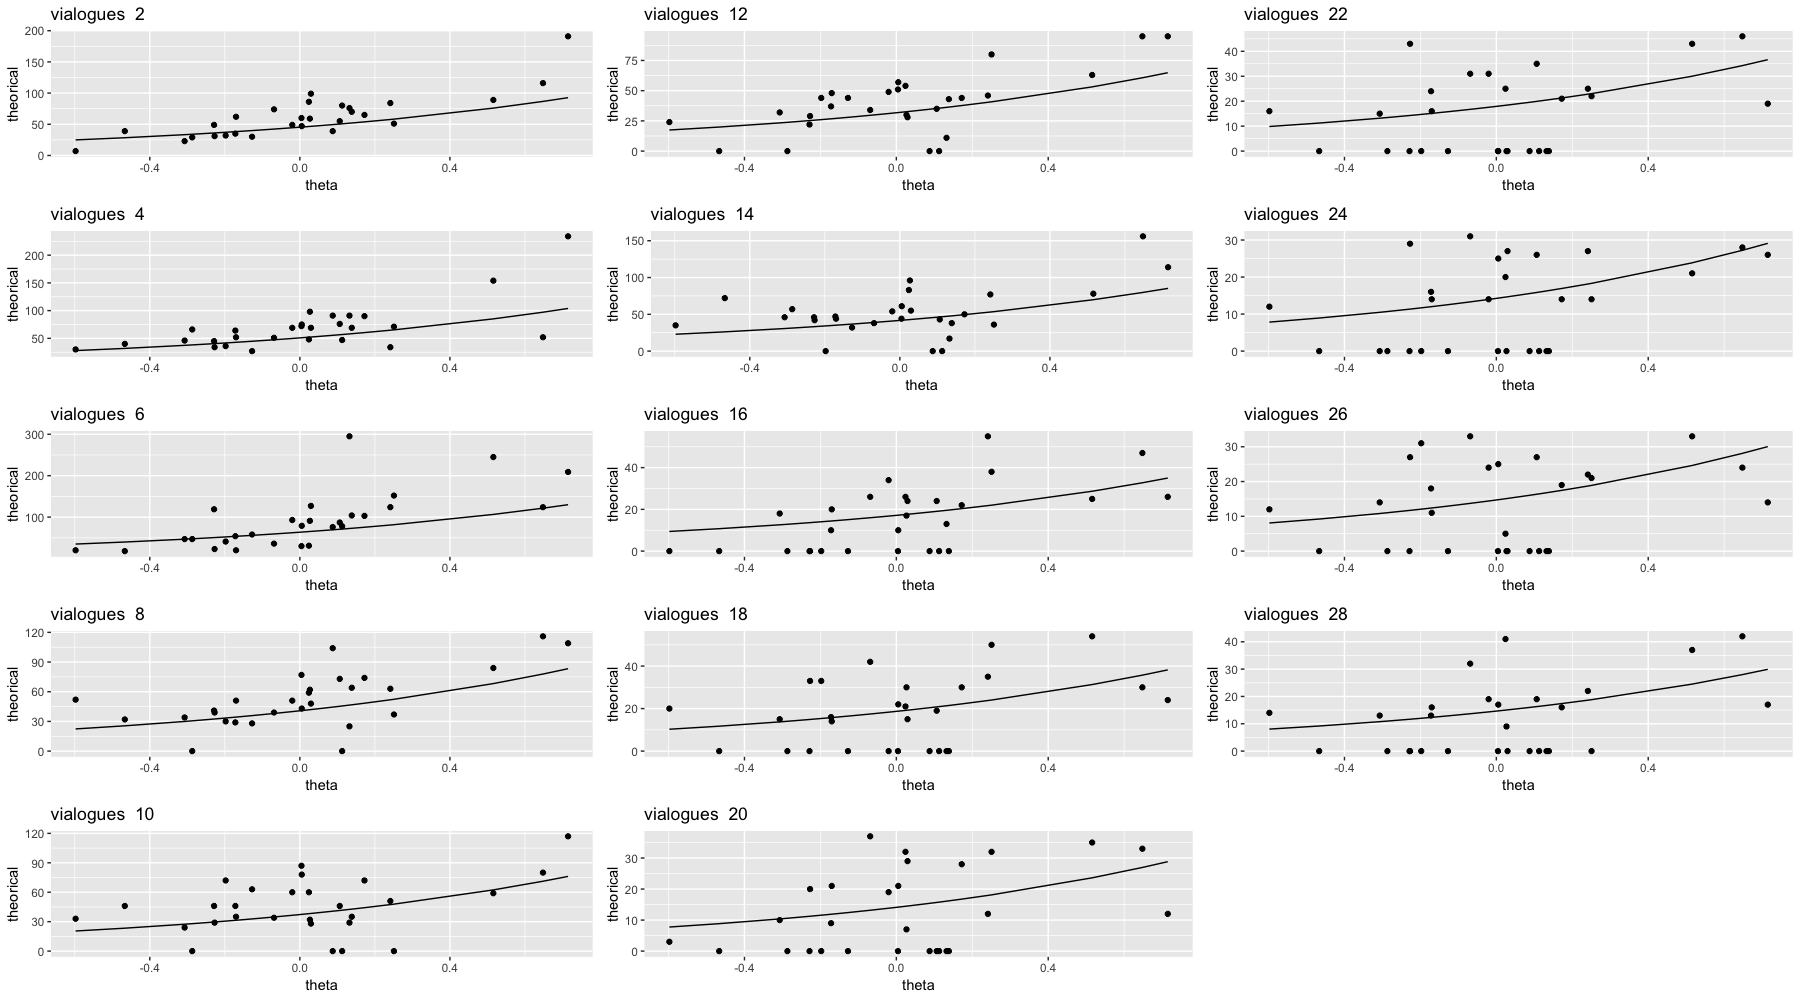 vialogues 2
theorical
200
150
100
50
0
-0.4 0.0 0.4
theta
vialogues 4
theorical
200
150
100
50
-0.4 0.0 0.4
theta
vialogues 6
theorical
300
200
100
-0.4 0.0 0.4
theta
vialogues 8
theorical
120
90
60
30
0
-0.4 0.0 0.4
theta
vialogues 10
theorical
120
90
60
30
0
-0.4 0.0 0.4
theta
vialogues 12
theorical
75
50
25
0
-0.4 0.0 0.4
theta
vialogues 14
theorical
150
100
50
0
-0.4 0.0 0.4
theta
vialogues 16
theorical
40
20
0
-0.4 0.0 0.4
theta
vialogues 18
theorical
40
20
0
-0.4 0.0 0.4
theta
vialogues 20
theorical
30
20
10
0
-0.4 0.0 0.4
theta
vialogues 22
theorical
40
30
20
10
0
-0.4 0.0 0.4
theta
vialogues 24
theorical
30
20
10
0
-0.4 0.0 0.4
theta
vialogues 26
theorical
30
20
10
0
-0.4 0.0 0.4
theta
vialogues 28
theorical
40
30
20
10
0
-0.4 0.0 0.4
theta